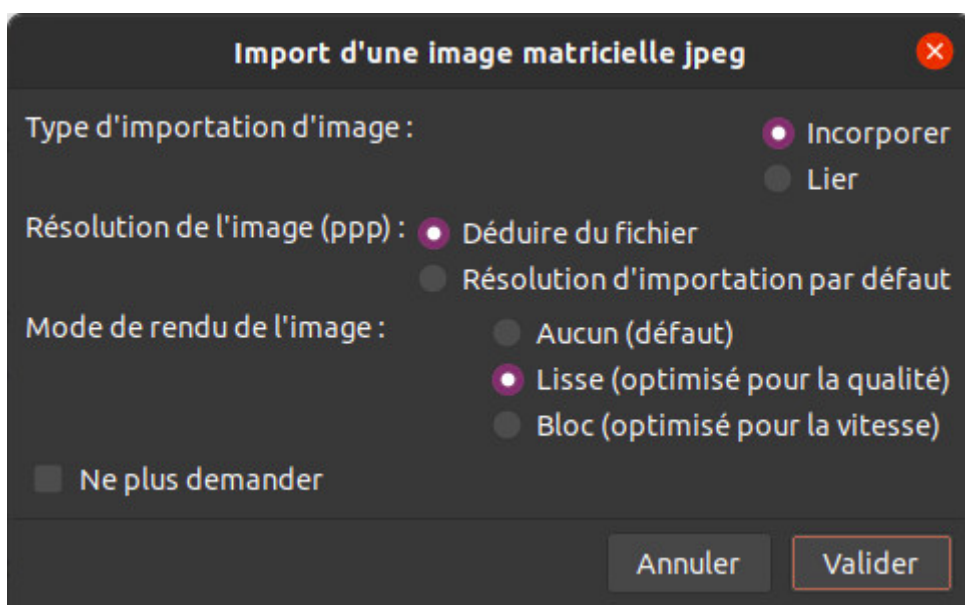 Import d'une image matricielle jpeg
Type d'importation d'image :
Incorporer
Lier
Résolution de l'image (ppp) :
Déduire du fichier
Résolution d'importation par défaut
Mode de rendu de l'image :
Aucun (défaut)
Lisse (optimisé pour la qualité)
Bloc (optimisé pour la vitesse)
Ne plus demander
Annuler
Valider